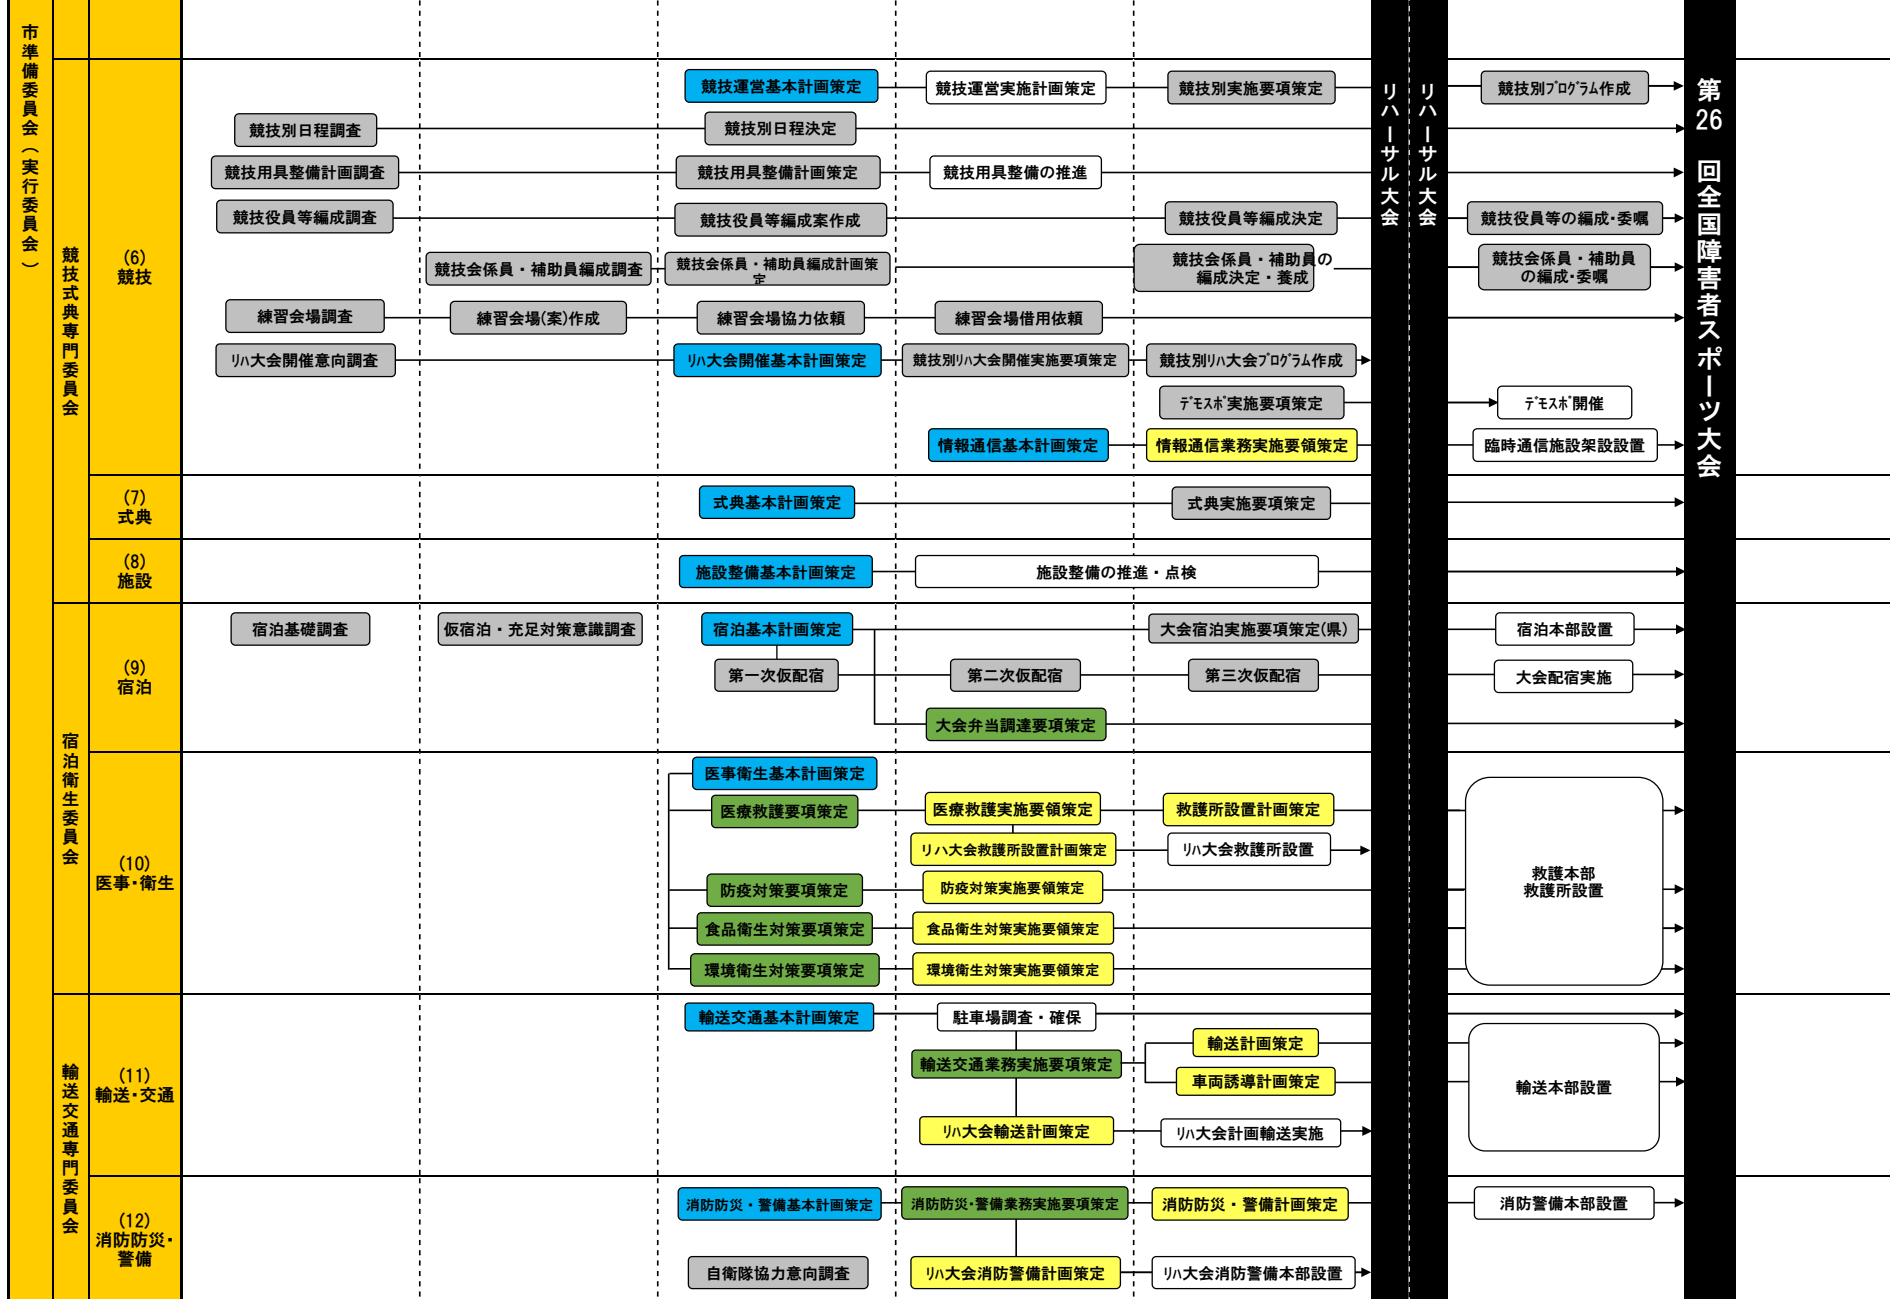 市準備委員会（実行委員会）
競技式典専門委員会
(6)
競技
競技運営基本計画策定
競技運営実施計画策定
競技別実施要項策定
競技別ﾌﾟﾛｸﾞﾗﾑ作成
競技別日程調査
競技別日程決定
競技用具整備計画調査
競技用具整備計画策定
競技用具整備の推進
競技役員等編成調査
競技役員等編成案作成
競技役員等編成決定
競技役員等の編成・委嘱
競技会係員・補助員編成調査
競技会係員・補助員編成計画策
定
競技会係員・補助員の
編成決定・養成
競技会係員・補助員
の編成・委嘱
練習会場調査
練習会場(案)作成
練習会場協力依頼
練習会場借用依頼
ﾘﾊ大会開催意向調査
ﾘﾊ大会開催基本計画策定
競技別ﾘﾊ大会開催実施要項策定
競技別ﾘﾊ大会ﾌﾟﾛｸﾞﾗﾑ作成
ﾃﾞﾓｽﾎﾟ実施要項策定
ﾃﾞﾓｽﾎﾟ開催
情報通信基本計画策定
情報通信業務実施要領策定
臨時通信施設架設設置
(7)
式典
式典基本計画策定
式典実施要項策定
(8)
施設
施設整備基本計画策定
施設整備の推進・点検
宿泊衛生委員会
(9)
宿泊
宿泊基礎調査
仮宿泊・充足対策意識調査
宿泊基本計画策定
大会宿泊実施要項策定(県)
宿泊本部設置
第一次仮配宿
第二次仮配宿
第三次仮配宿
大会配宿実施
大会弁当調達要項策定
(10)
医事・衛生
医事衛生基本計画策定
医療救護要項策定
医療救護実施要領策定
救護所設置計画策定
リハ大会救護所設置計画策定
ﾘﾊ大会救護所設置
救護本部
救護所設置
防疫対策要項策定
防疫対策実施要領策定
食品衛生対策要項策定
食品衛生対策実施要領策定
環境衛生対策要項策定
環境衛生対策実施要領策定
輸送交通専門委員会
(11)
輸送・交通
輸送交通基本計画策定
駐車場調査・確保
輸送交通業務実施要項策定
輸送計画策定
車両誘導計画策定
輸送本部設置
ﾘﾊ大会輸送計画策定
ﾘﾊ大会計画輸送実施
(12)
消防防災・
警備
消防防災・警備基本計画策定
消防防災・警備業務実施要項策定
消防防災・警備計画策定
消防警備本部設置
自衛隊協力意向調査
ﾘﾊ大会消防警備計画策定
ﾘﾊ大会消防警備本部設置
リハーサル大会
リハーサル大会
第26 回全国障害者スポーツ大会